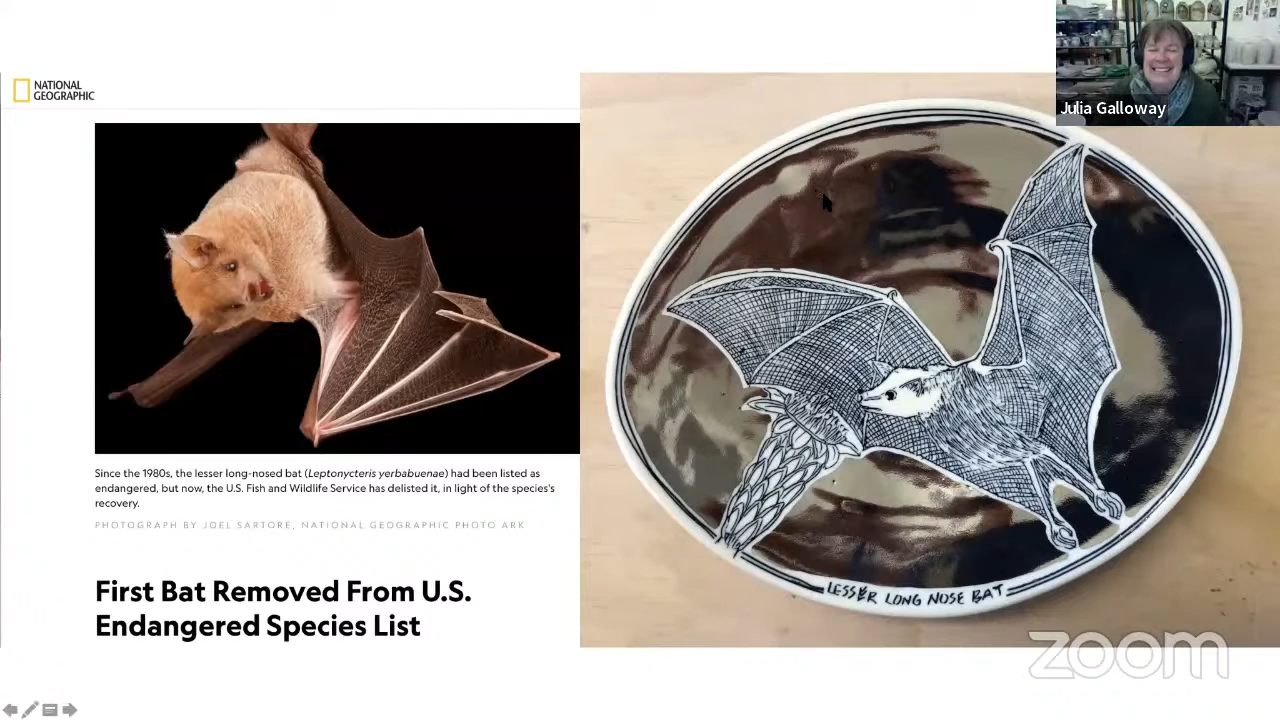 NATIONAL
GEOGRAPHIC
Since the 1980s, the lesser long-nosed bat (Leptonycteris yerbabuenae) had been listed as
endangered, but now, the U.S. Fish and Wildlife Service has delisted it, in light of the species's
recovery.
PHOTOGRAPH BY JOEL SARTORE, NATIONAL GEOGRAPHIC PHOTO ARK
First Bat Removed From U.S.
Endangered Species List
Julia Galloway
LESSER LONG NOSE BAT
zoom